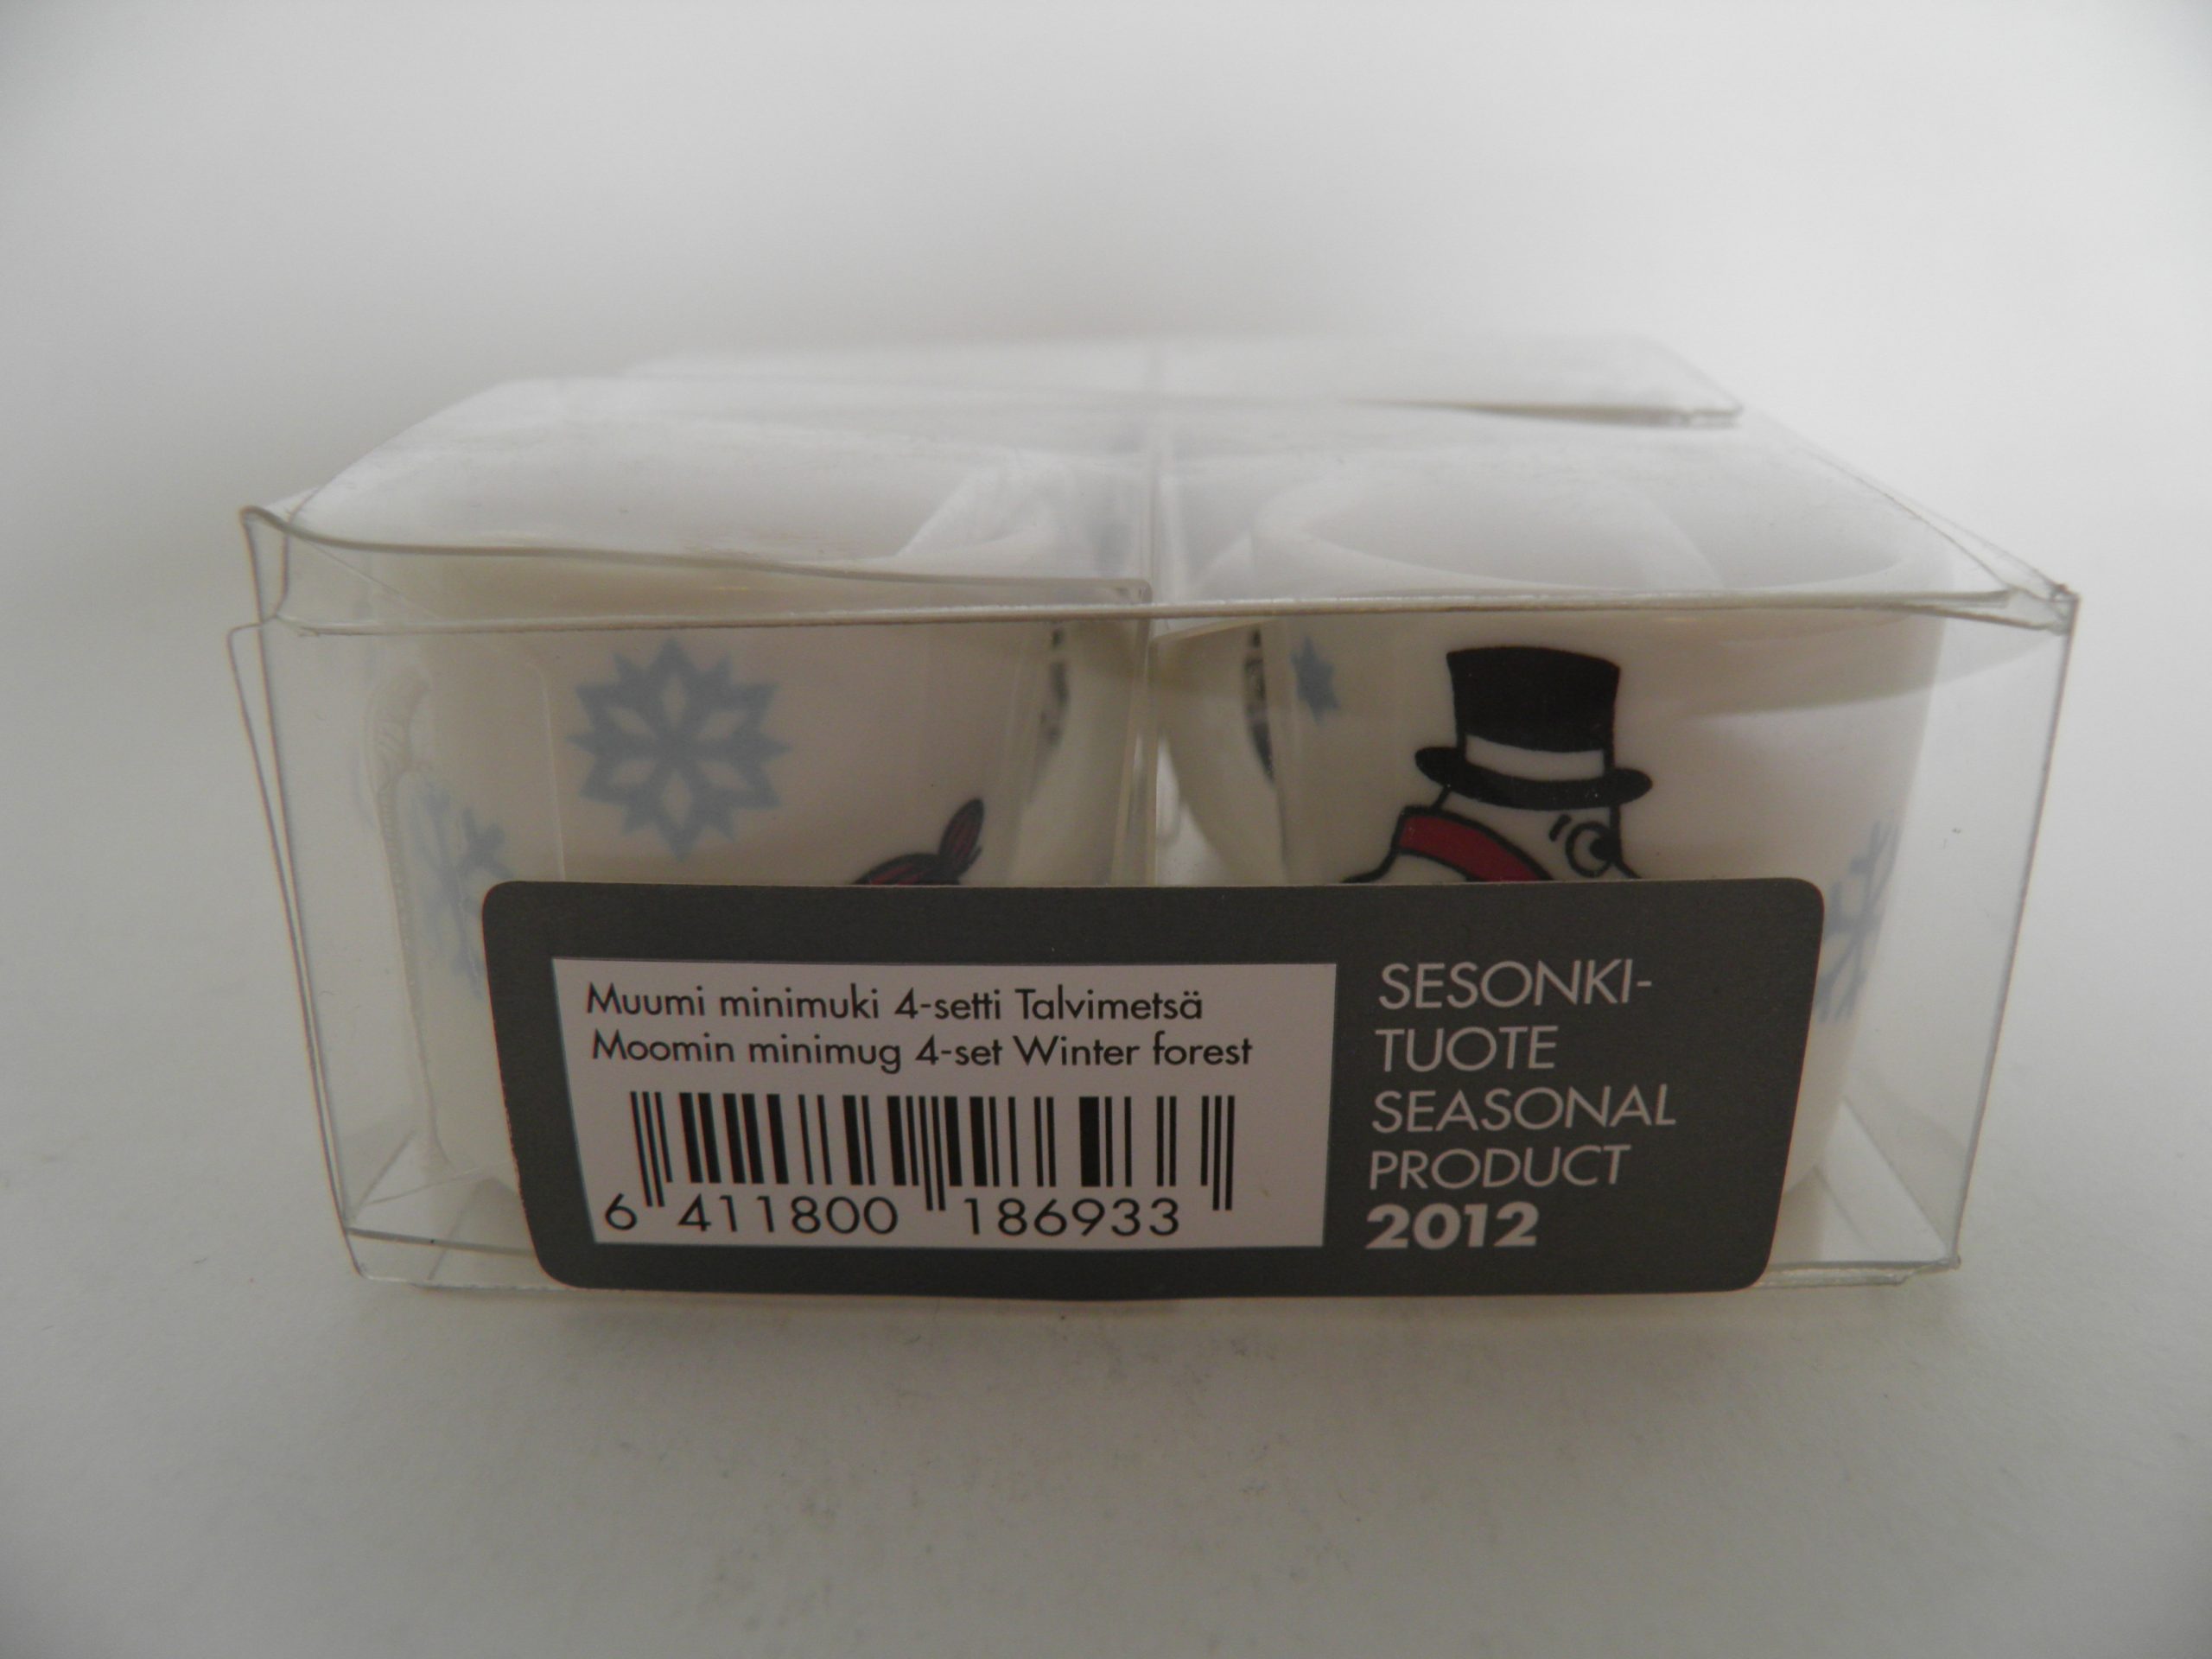 Muumi minimuki 4-setti Talvimetsä
Moomin minimug 4-set Winter forest
6 411800 186933
SESONKI-
TUOTE
SEASONAL
PRODUCT
2012